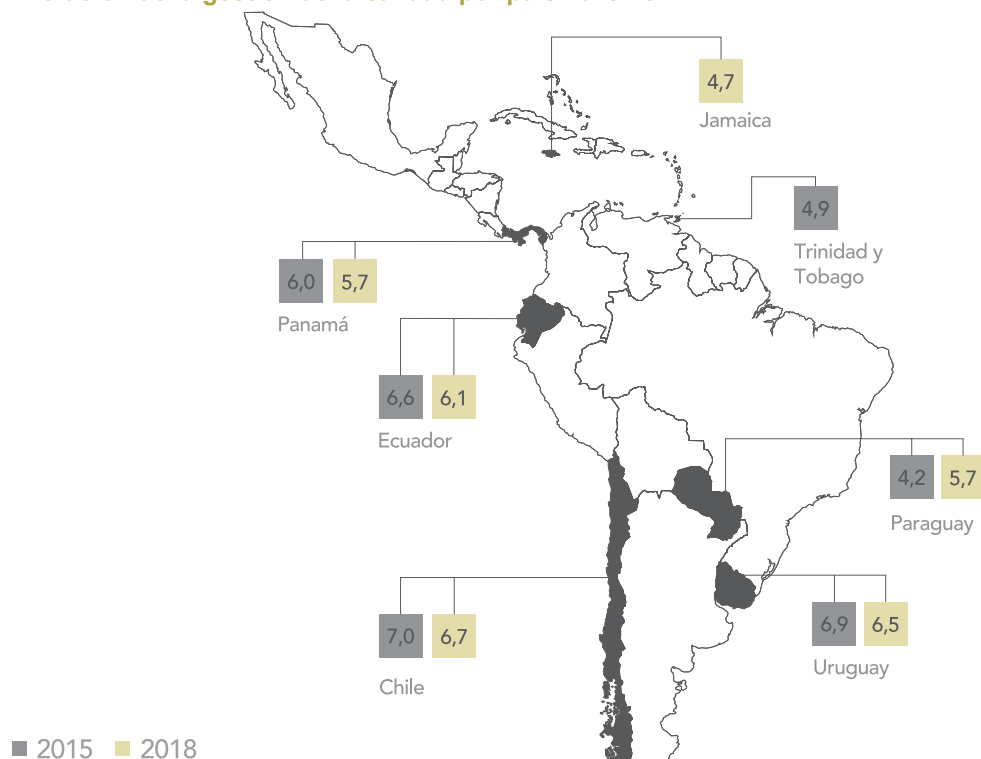 4,7
Jamaica
4,9
Trinidad y
Tobago
6,0 5,7
Panamá
6,6 6,1
Ecuador
4,2 5,7
Paraguay
7,0 6,7
Chile
6,9 6,5
Uruguay
2015 2018